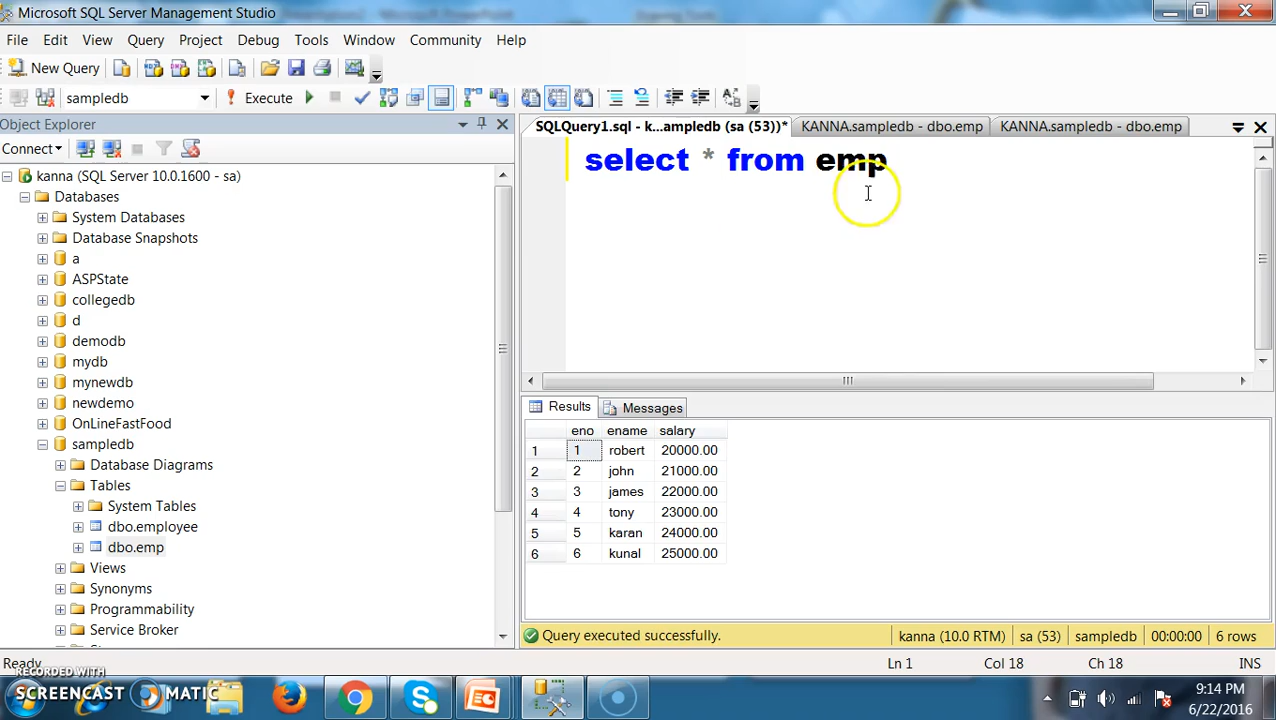 Microsoft SQL Server Management Studio
File Edit View Query Project Debug Tools Window Community Help
New Query
sampledb Execute
Object Explorer
SQLQuery1.sql - k...ampledb (sa (53))* KANNA.sampledb - dbo.emp KANNA.sampledb - dbo.emp
Connect
select * from emp
kanna (SQL Server 10.0.1600 - sa)
Databases
System Databases
Database Snapshots
a
ASPState
collegedb
d
demodb
mydb
mynewdb
newdemo
OnLineFastFood
sampledb
Database Diagrams
Tables
System Tables
dbo.employee
dbo.emp
Views
Synonyms
Programmability
Service Broker
Results Messages
eno ename salary
1 1 robert 20000.00
2 2 john 21000.00
3 3 james 22000.00
4 4 tony 23000.00
5 5 karan 24000.00
6 6 kunal 25000.00
Query executed successfully. kanna (10.0 RTM) sa (53) sampledb 00:00:00 6 rows
Ready Ln 1 Col 18 Ch 18 INS
RECORDED WITH
SCREENCAST MATIC
9:14 PM
6/22/2016